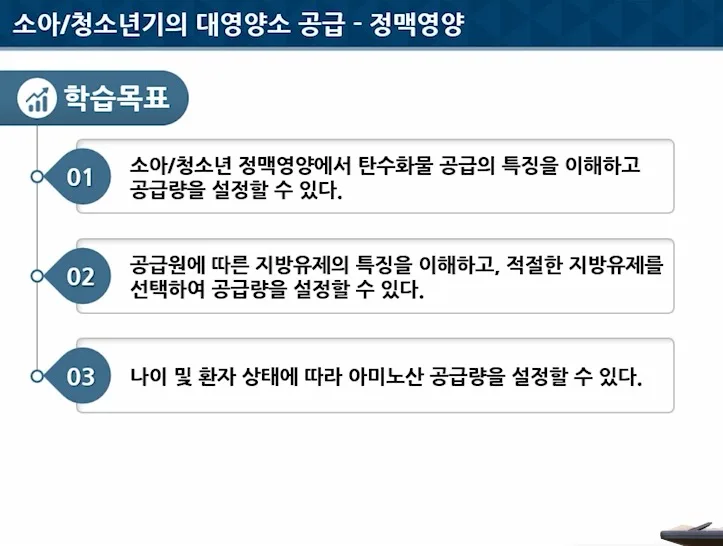 소아/청소년기의 대영양소 공급 - 정맥영양
학습목표
01
소아/청소년 정맥영양에서 탄수화물 공급의 특징을 이해하고
공급량을 설정할 수 있다.
02
공급원에 따른 지방유제의 특징을 이해하고, 적절한 지방유제를
선택하여 공급량을 설정할 수 있다.
03
나이 및 환자 상태에 따라 아미노산 공급량을 설정할 수 있다.